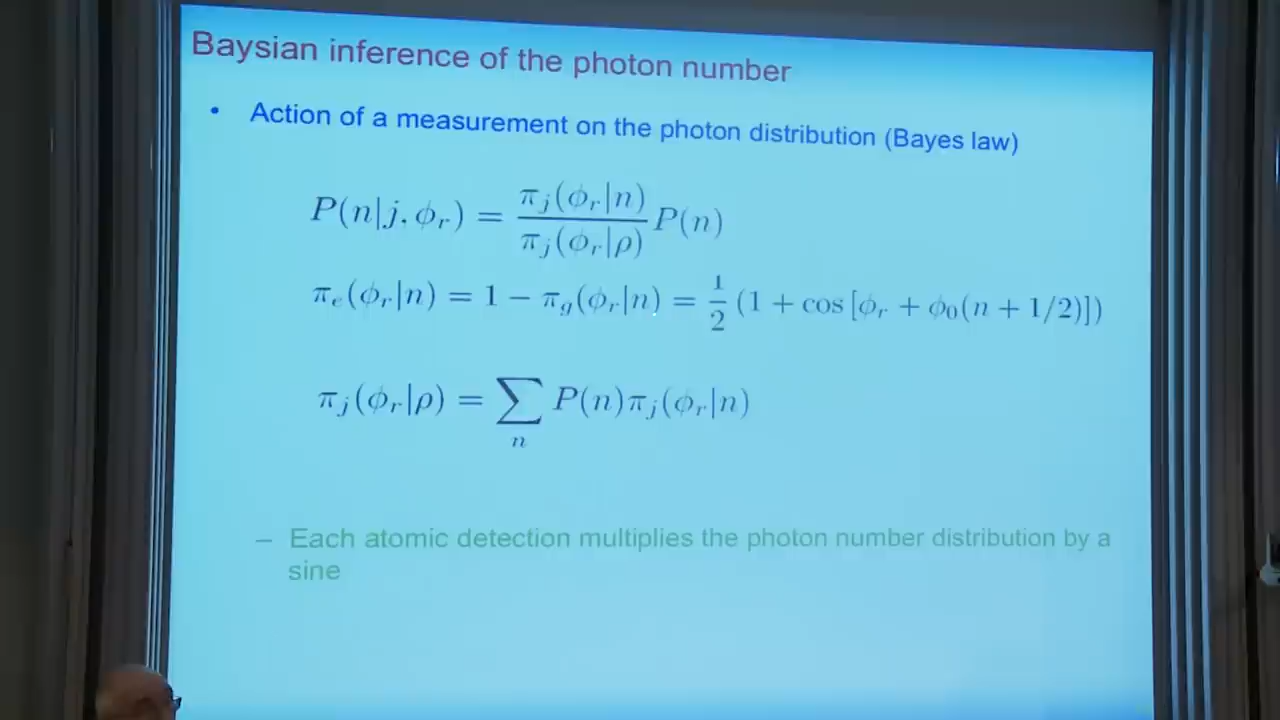 Baysian inference of the photon number
• Action of a measurement on the photon distribution (Bayes law)
P(n|j, ϕ_r) = π_j(ϕ_r|n) / π_j(ϕ_r|ρ) P(n)
π_e(ϕ_r|n) = 1 − π_g(ϕ_r|n) = 1/2 (1 + cos [ϕ_r + ϕ_0(n + 1/2)])
π_j(ϕ_r|ρ) = ∑_n P(n)π_j(ϕ_r|n)
– Each atomic detection multiplies the photon number distribution by a
sine